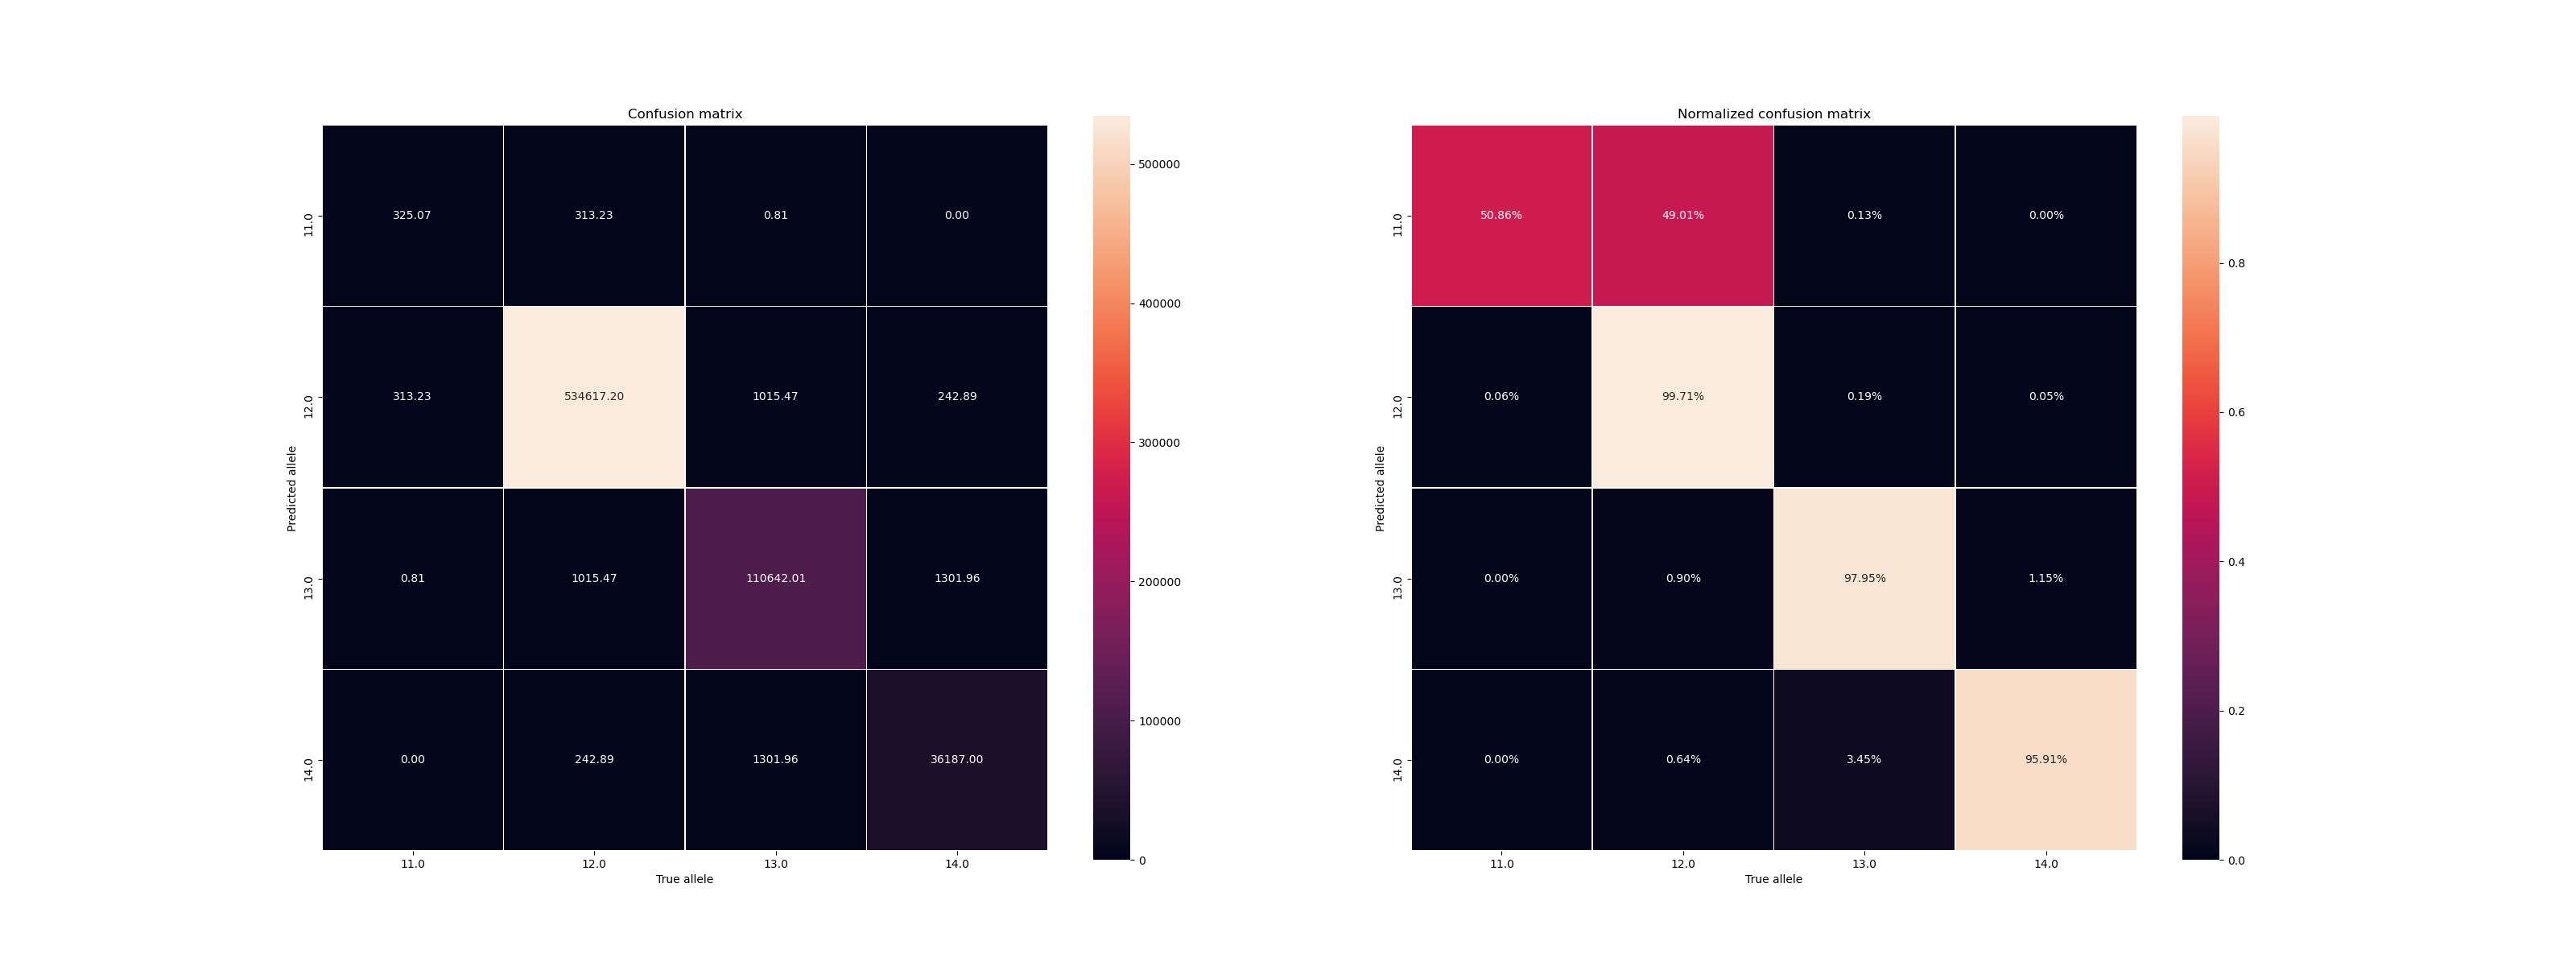 Confusion matrix
11.0
12.0
13.0
14.0
Predicted allele
325.07 313.23 0.81 0.00
313.23 534617.20 1015.47 242.89
0.81 1015.47 110642.01 1301.96
0.00 242.89 1301.96 36187.00
11.0 12.0 13.0 14.0
True allele
500000
400000
300000
200000
100000
0
Normalized confusion matrix
11.0
12.0
13.0
14.0
Predicted allele
50.86% 49.01% 0.13% 0.00%
0.06% 99.71% 0.19% 0.05%
0.00% 0.90% 97.95% 1.15%
0.00% 0.64% 3.45% 95.91%
11.0 12.0 13.0 14.0
True allele
0.8
0.6
0.4
0.2
0.0